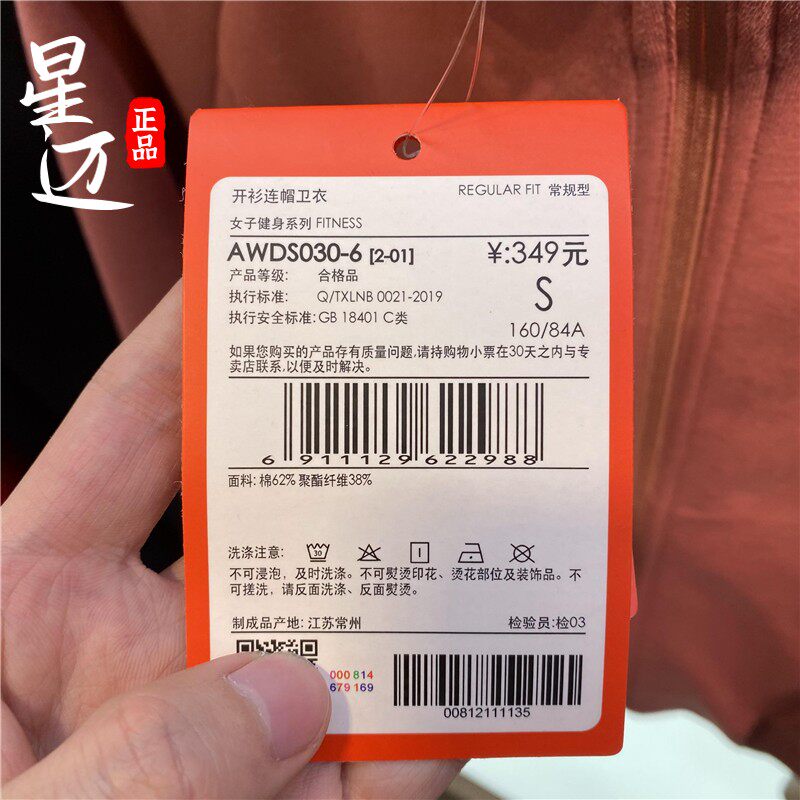 星迈
正品
开衫连帽卫衣
REGULAR FIT 常规型
女子健身系列 FITNESS
AWDS030-6 [2-01]
¥:349元
产品等级: 合格品
S
执行标准: Q/TXLNB 0021-2019
执行安全标准: GB 18401 C类
160/84A
如果您购买的产品存有质量问题,请持购物小票在30天之内与专
卖店联系,以便及时解决。
6 911129 622988
面料: 棉62% 聚酯纤维38%
洗涤注意: 30
不可浸泡，及时洗涤。不可熨烫印花、烫花部位及装饰品。不
可搓洗，请反面洗涤、反面熨烫。
制成品产地: 江苏常州
检验员: 检03
000 814
679 169
00812111135